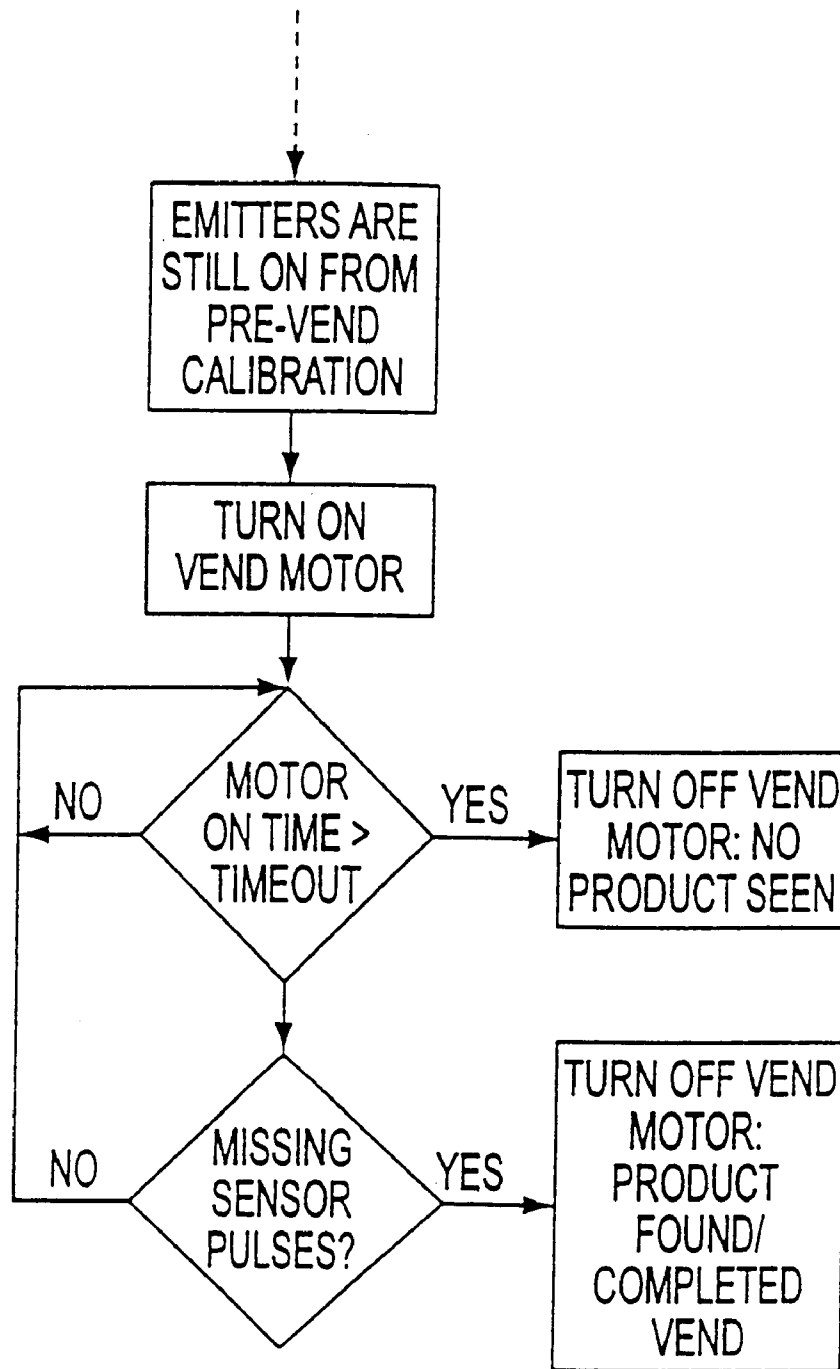 EMITTERS ARE
STILL ON FROM
PRE-VEND
CALIBRATION
TURN ON
VEND MOTOR
NO
MOTOR
ON TIME >
TIMEOUT
YES
TURN OFF VEND
MOTOR: NO
PRODUCT SEEN
NO
MISSING
SENSOR
PULSES?
YES
TURN OFF VEND
MOTOR:
PRODUCT
FOUND/
COMPLETED
VEND